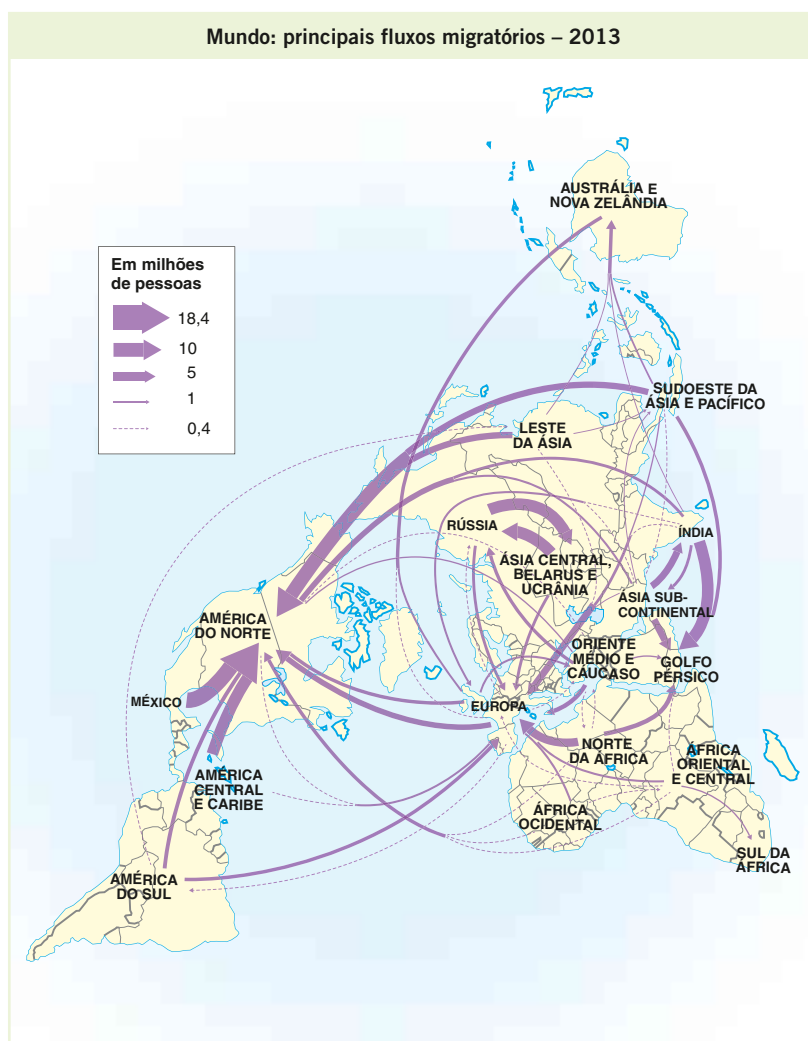 Mundo: principais fluxos migratórios – 2013
AUSTRÁLIA E
NOVA ZELÂNDIA
Em milhões
de pessoas
18,4
10
5
1
0,4
SUDOESTE DA
ÁSIA E PACÍFICO
LESTE
DA ÁSIA
RÚSSIA
ÍNDIA
ÁSIA CENTRAL,
BELARUS E
UCRÂNIA
ÁSIA SUB-
CONTINENTAL
AMÉRICA
DO NORTE
ORIENTE
MÉDIO E
CÁUCASO
GOLFO
PÉRSICO
MÉXICO
EUROPA
NORTE
DA ÁFRICA
ÁFRICA
ORIENTAL
E CENTRAL
AMÉRICA
CENTRAL
E CARIBE
ÁFRICA
OCIDENTAL
SUL DA
ÁFRICA
AMÉRICA
DO SUL